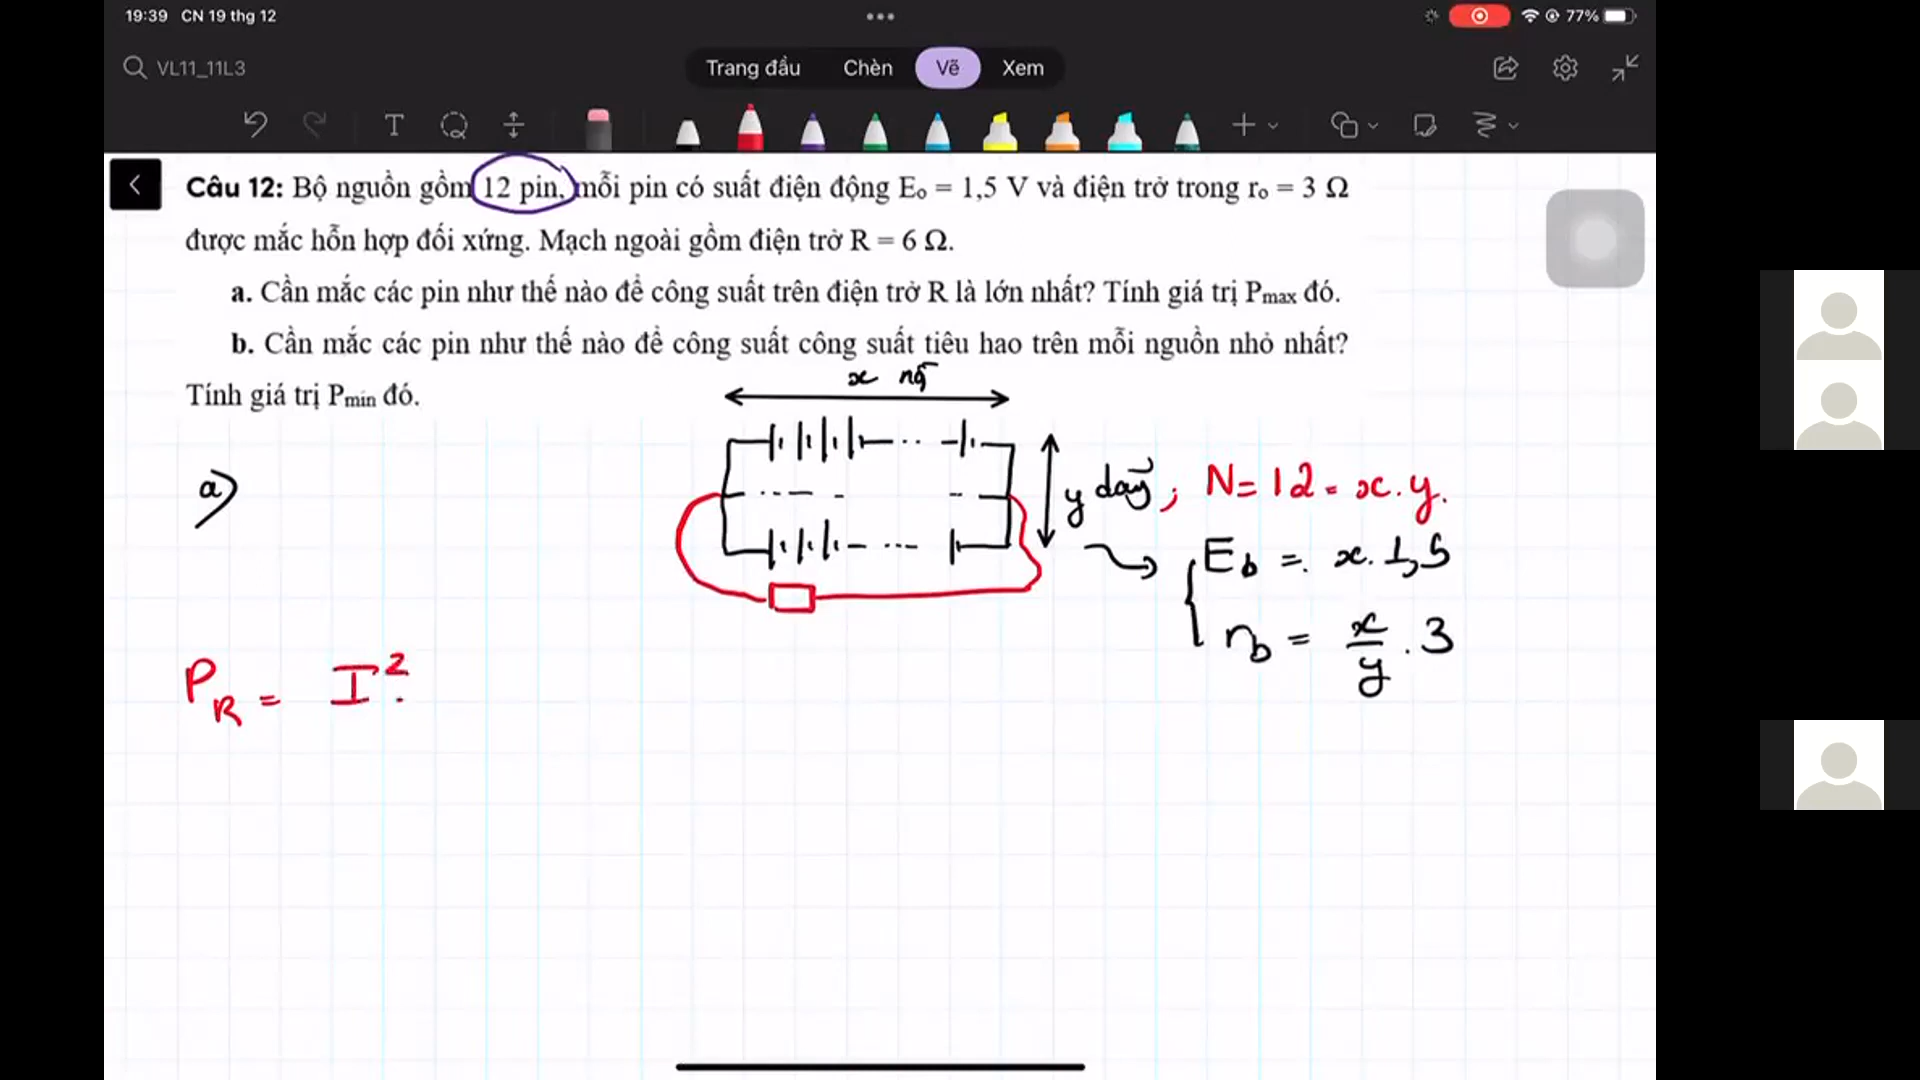 19:39 CN 19 thg 12
77%
VL11_11L3
Trang đầu Chèn Vẽ Xem
Câu 12: Bộ nguồn gồm 12 pin, mỗi pin có suất điện động Eo = 1,5 V và điện trở trong ro = 3 Ω
được mắc hỗn hợp đối xứng. Mạch ngoài gồm điện trở R = 6 Ω.
a. Cần mắc các pin như thế nào để công suất trên điện trở R là lớn nhất? Tính giá trị Pmax đó.
b. Cần mắc các pin như thế nào để công suất công suất tiêu hao trên mỗi nguồn nhỏ nhất?
Tính giá trị Pmin đó.
x ng
a)
y dãy; N = 12 = x.y.
Eb = x. 1,5
rb = x/y . 3
PR = I².